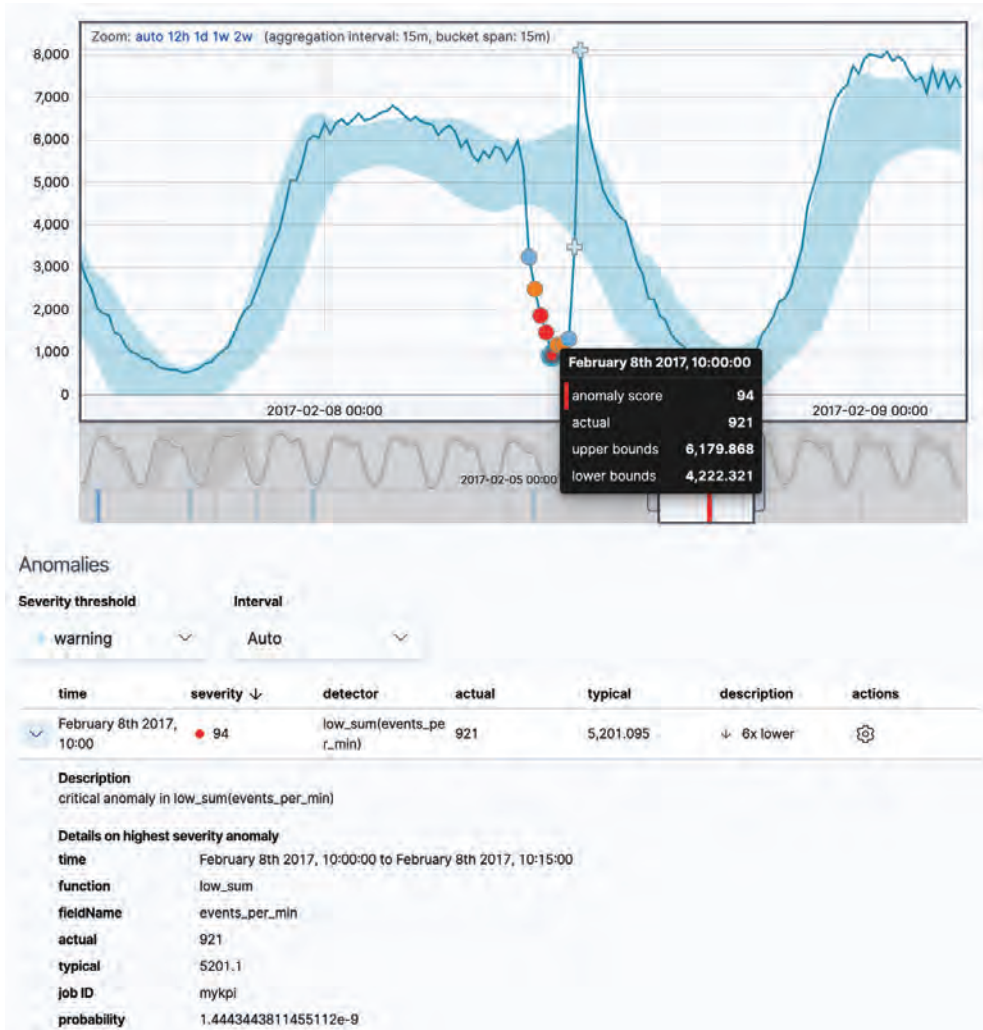 Zoom: auto 12h 1d 1w 2w (aggregation interval: 15m, bucket span: 15m)
8,000
7,000
6,000
5,000
4,000
3,000
2,000
1,000
0
2017-02-08 00:00
2017-02-09 00:00
February 8th 2017, 10:00:00
anomaly score 94
actual 921
upper bounds 6,179.868
lower bounds 4,222.321
2017-02-05 00:00
Anomalies
Severity threshold Interval
warning Auto
time severity ↓ detector actual typical description actions
February 8th 2017, 10:00 94 low_sum(events_per_min) 921 5,201.095 ↓ 6x lower
Description
critical anomaly in low_sum(events_per_min)
Details on highest severity anomaly
time February 8th 2017, 10:00:00 to February 8th 2017, 10:15:00
function low_sum
fieldName events_per_min
actual 921
typical 5201.1
job ID mykpi
probability 1.4443443811455112e-9